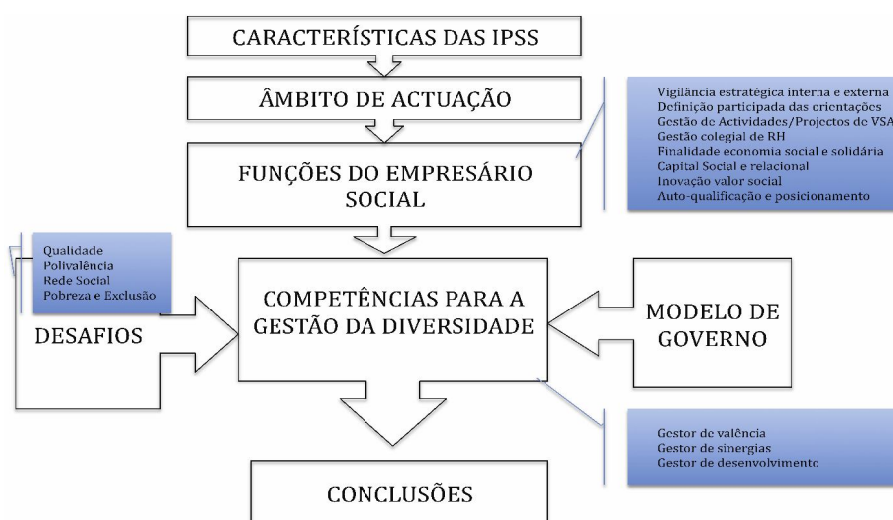 CARACTERÍSTICAS DAS IPSS
ÂMBITO DE ACTUAÇÃO
Vigilância estratégica interna e externa
Definição participada das orientações
Gestão de Actividades/Projectos de VSA
Gestão colegial de RH
Finalidade economia social e solidária
Capital Social e relacional
Inovação valor social
Auto-qualificação e posicionamento
FUNÇÕES DO EMPRESÁRIO
SOCIAL
Qualidade
Polivalência
Rede Social
Pobreza e Exclusão
DESAFIOS
COMPETÊNCIAS PARA A
GESTÃO DA DIVERSIDADE
MODELO DE
GOVERNO
Gestor de valência
Gestor de sinergias
Gestor de desenvolvimento
CONCLUSÕES